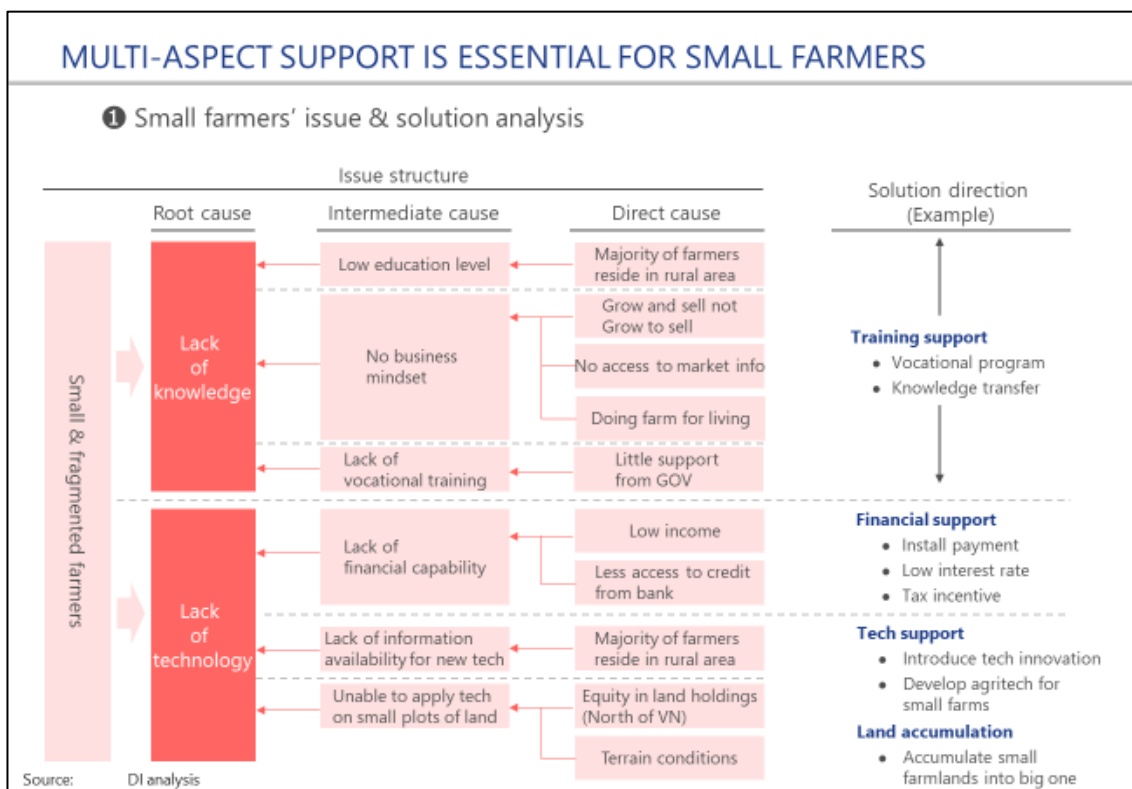 MULTI-ASPECT SUPPORT IS ESSENTIAL FOR SMALL FARMERS
❶ Small farmers' issue & solution analysis
Issue structure
Solution direction
(Example)
Root cause
Intermediate cause
Direct cause
Small & fragmented farmers
Lack
of
knowledge
Low education level
Majority of farmers
reside in rural area
No business
mindset
Grow and sell not
Grow to sell
No access to market info
Doing farm for living
Lack of
vocational training
Little support
from GOV
Training support
● Vocational program
● Knowledge transfer
Lack
of
technology
Lack of
financial capability
Low income
Less access to credit
from bank
Financial support
● Install payment
● Low interest rate
● Tax incentive
Lack of information
availability for new tech
Majority of farmers
reside in rural area
Unable to apply tech
on small plots of land
Equity in land holdings
(North of VN)
Terrain conditions
Tech support
● Introduce tech innovation
● Develop agritech for
small farms
Land accumulation
● Accumulate small
farmlands into big one
Source: DI analysis